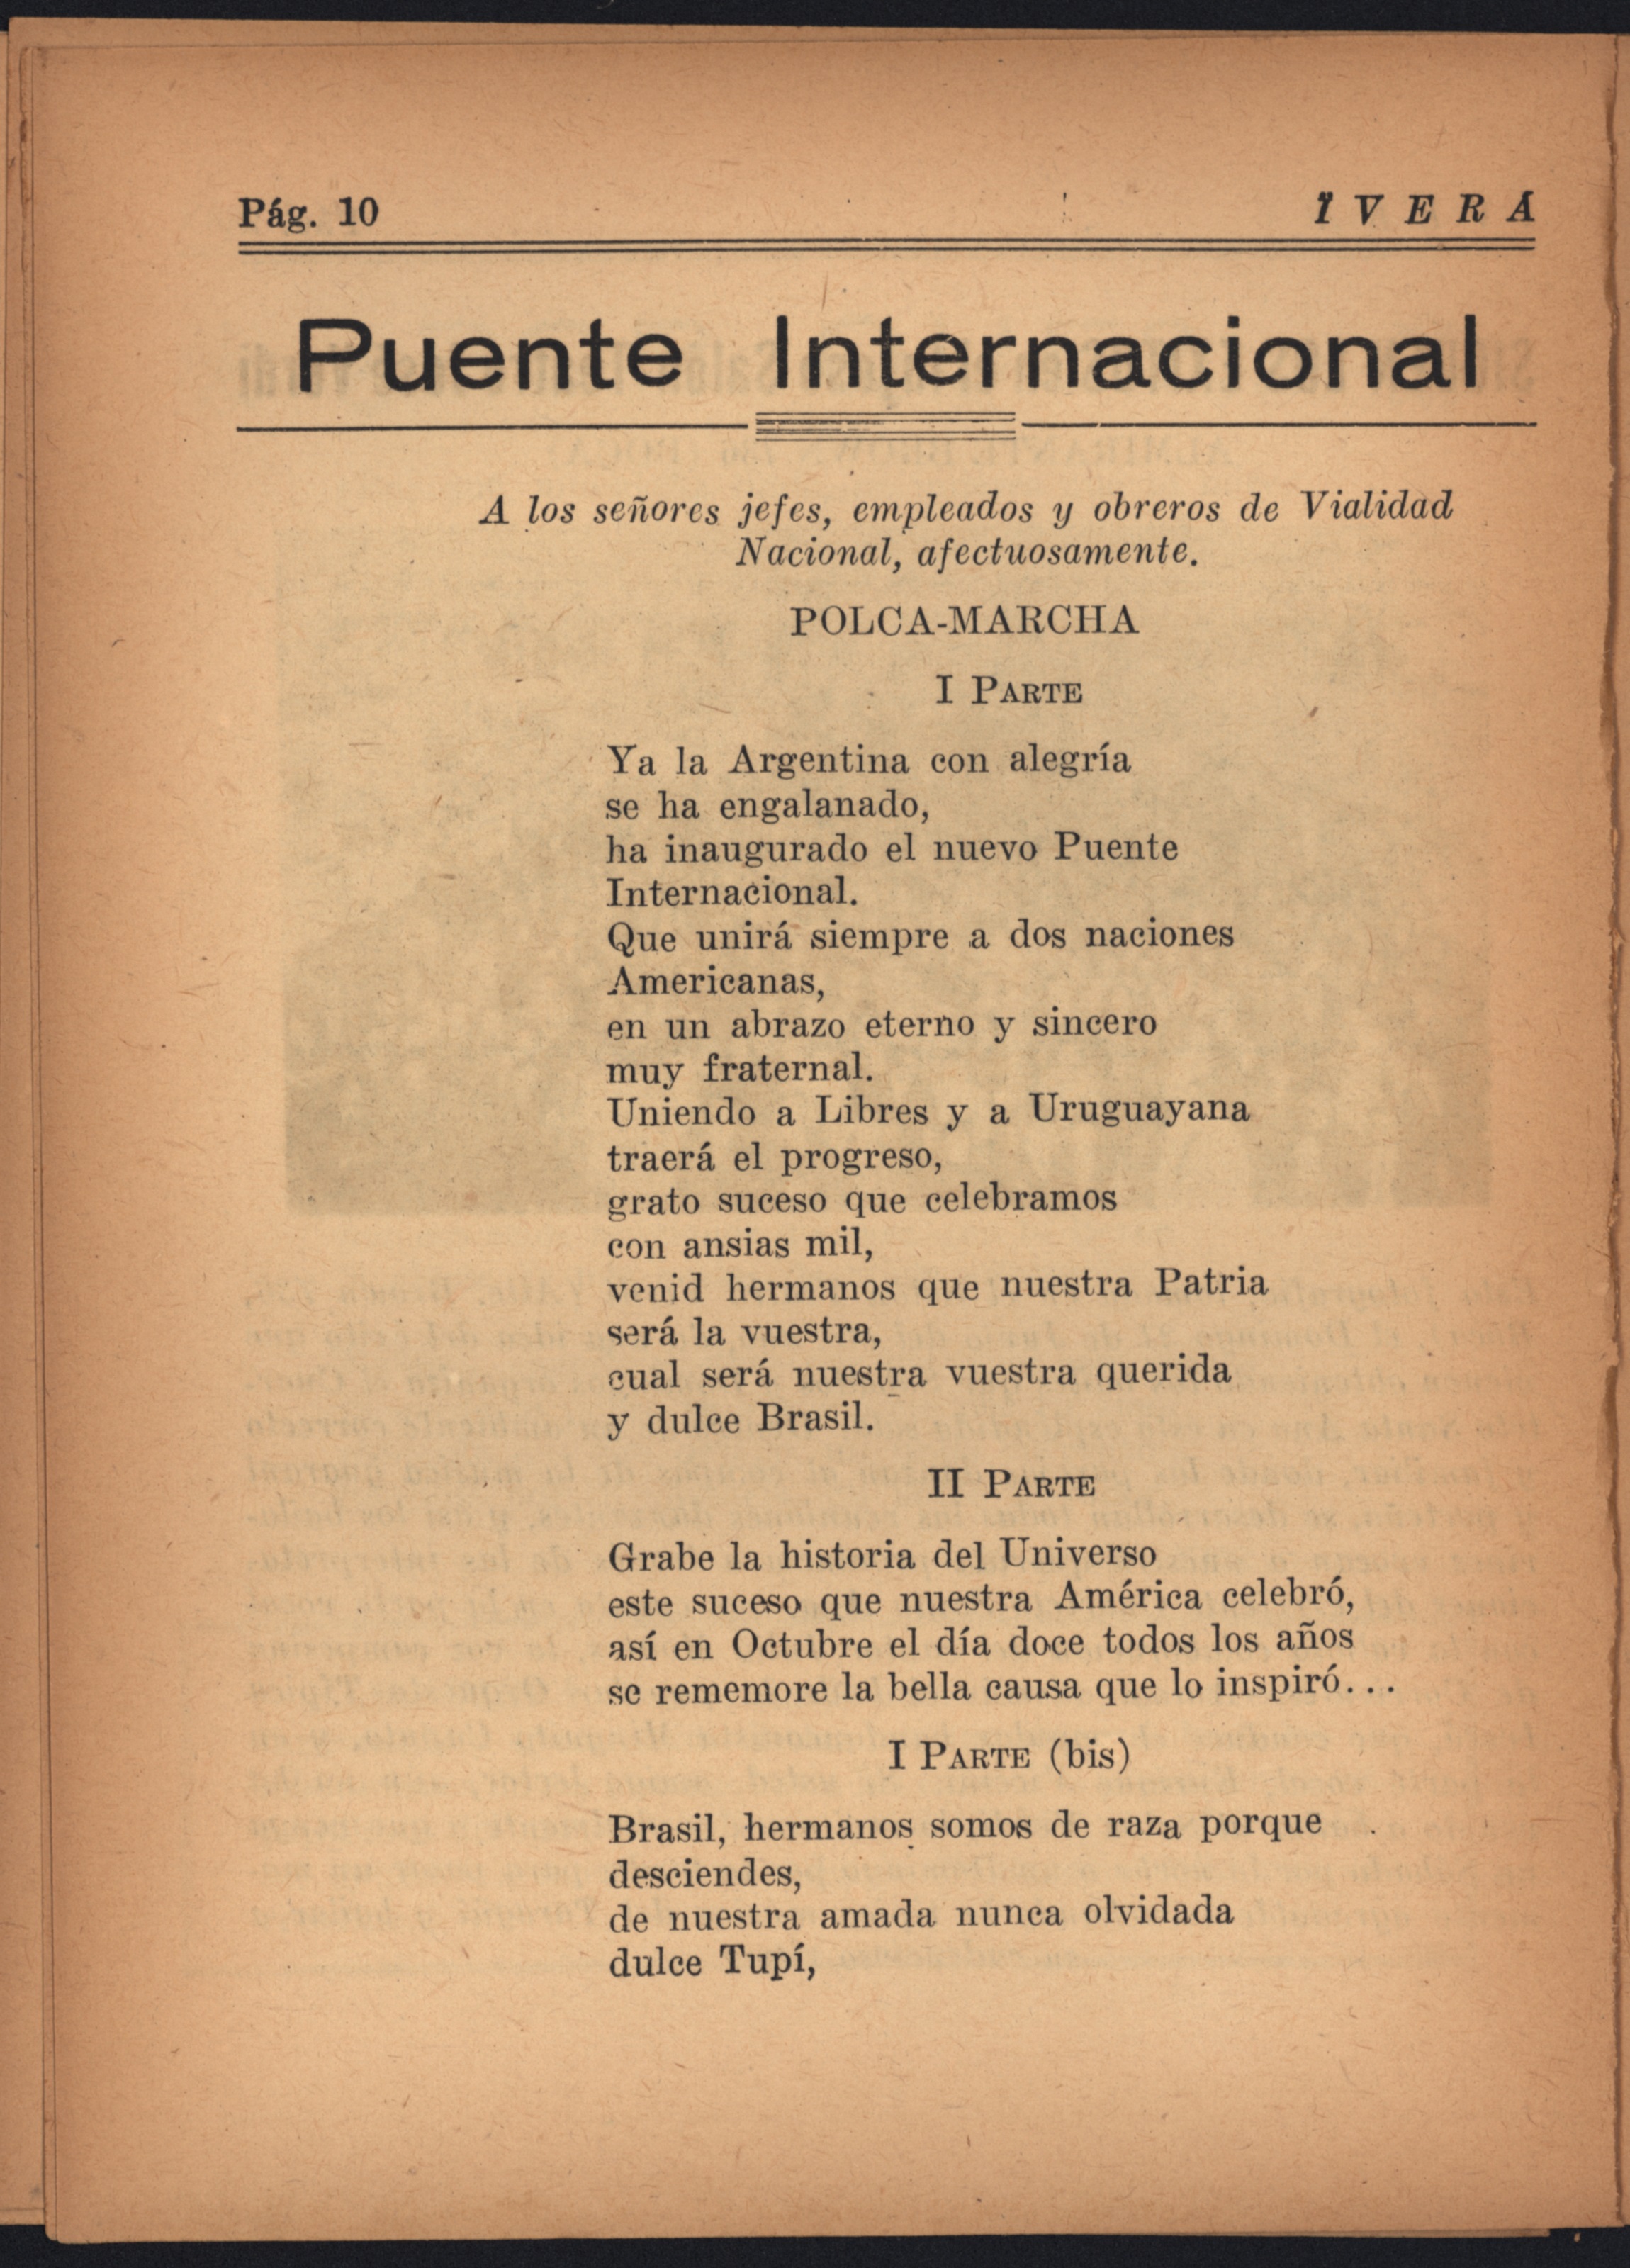 Pág. 10
Ï V E R Á
Puente Internacional
A los señores jefes, empleados y obreros de Vialidad
Nacional, afectuosamente.
POLCA-MARCHA
I PARTE
Ya la Argentina con alegría
se ha engalanado,
ha inaugurado el nuevo Puente
Internacional.
Que unirá siempre a dos naciones
Americanas,
en un abrazo eterno y sincero
muy fraternal.
Uniendo a Libres y a Uruguayana
traerá el progreso,
grato suceso que celebramos
con ansias mil,
venid hermanos que nuestra Patria
será la vuestra,
cual será nuestra vuestra querida
y dulce Brasil.
II PARTE
Grabe la historia del Universo
este suceso que nuestra América celebró,
así en Octubre el día doce todos los años
se rememore la bella causa que lo inspiró...
I PARTE (bis)
Brasil, hermanos somos de raza porque
desciendes,
de nuestra amada nunca olvidada
dulce Tupí,